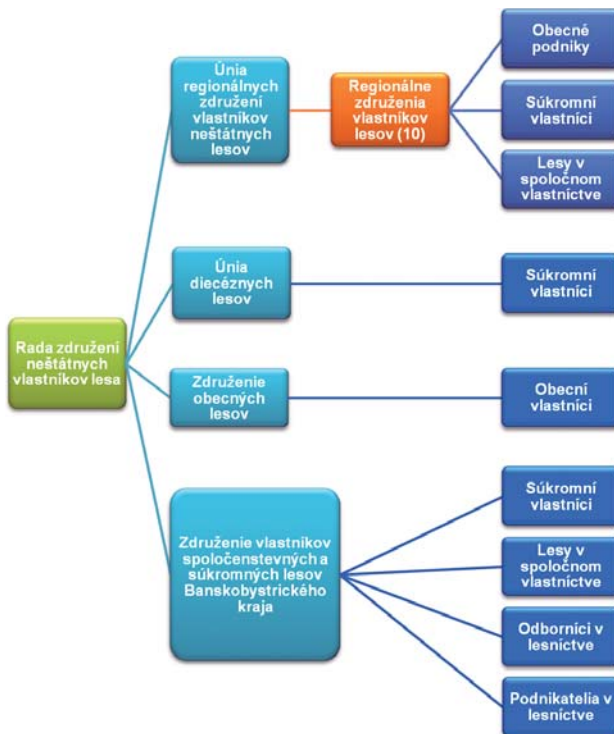 Rada združení
neštátnych
vlastníkov lesa
Únia
regionálnych
združení
vlastníkov
neštátnych
lesov
Regionálne
združenia
vlastníkov
lesov (10)
Obecné
podniky
Súkromní
vlastníci
Lesy v
spoločnom
vlastníctve
Únia
diecéznych
lesov
Súkromní
vlastníci
Združenie
obecných
lesov
Obecní
vlastníci
Združenie vlastníkov
spoločenstevných a
súkromných lesov
Banskobystrického
kraja
Súkromní
vlastníci
Lesy v
spoločnom
vlastníctve
Odborníci v
lesníctve
Podnikatelia v
lesníctve